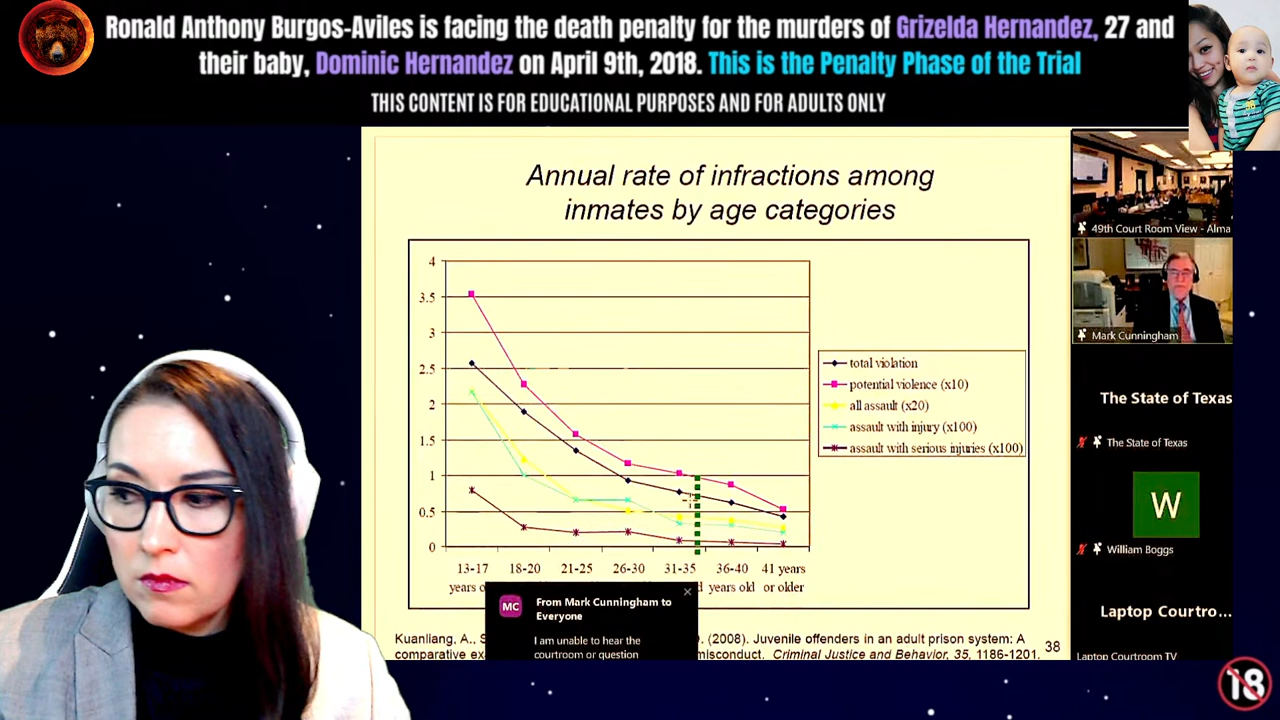 Ronald Anthony Burgos-Aviles is facing the death penalty for the murders of Grizelda Hernandez, 27 and
their baby, Dominic Hernandez on April 9th, 2018. This is the Penalty Phase of the Trial
THIS CONTENT IS FOR EDUCATIONAL PURPOSES AND FOR ADULTS ONLY
Annual rate of infractions among
inmates by age categories
4
3.5
3
2.5
2
1.5
1
0.5
0
13-17 18-20 21-25 26-30 31-35 36-40 41 years
years o d years old or older
total violation
potential violence (x10)
all assault (x20)
assault with injury (x100)
assault with serious injuries (x100)
MC
From Mark Cunningham to
Everyone
×
I am unable to hear the
courtroom or question
Kuanliang, A., S . (2008). Juvenile offenders in an adult prison system: A
comparative ex misconduct. Criminal Justice and Behavior, 35, 1186-1201.
38
49th Court Room View - Alma
Mark Cunningham
The State of Texas
The State of Texas
W
William Boggs
Laptop Courtro...
Laptop Courtroom TV
18